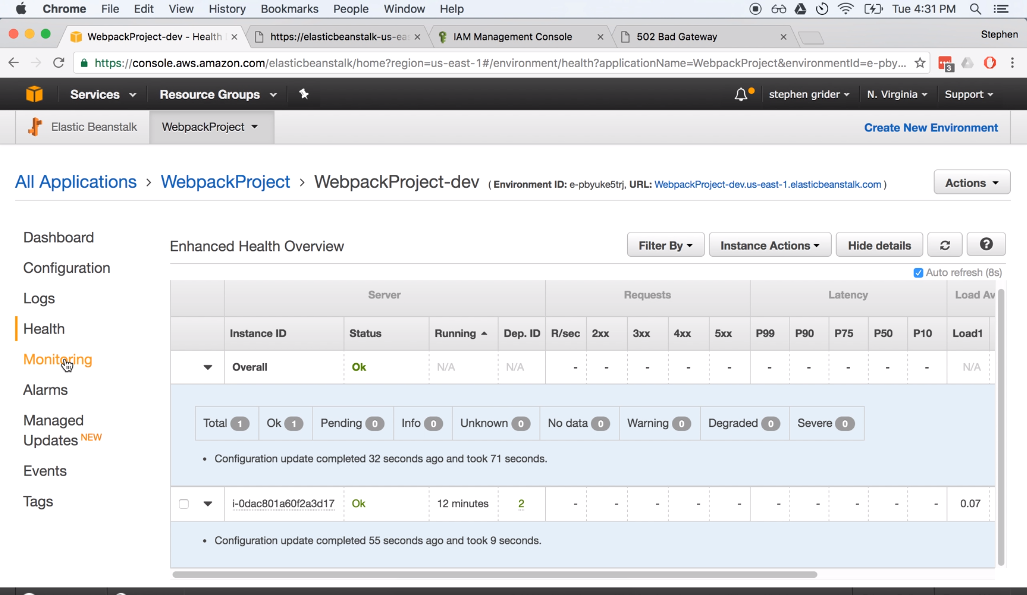 Chrome File Edit View History Bookmarks People Window Help Tue 4:31 PM
WebpackProject-dev - Health × https://elasticbeanstalk-us-ea × IAM Management Console × 502 Bad Gateway × Stephen
https://console.aws.amazon.com/elasticbeanstalk/home?region=us-east-1#/environment/health?applicationName=WebpackProject&environmentId=e-pby... 3
Services Resource Groups stephen grider N. Virginia Support
Elastic Beanstalk WebpackProject Create New Environment
All Applications › WebpackProject › WebpackProject-dev ( Environment ID: e-pbyuke5trj, URL: WebpackProject-dev.us-east-1.elasticbeanstalk.com ) Actions
Dashboard
Configuration
Logs
Health
Monitoring
Alarms
Managed
Updates NEW
Events
Tags
Enhanced Health Overview Filter By Instance Actions Hide details ?
Auto refresh (8s)
Server Requests Latency Load Av
Instance ID Status Running Dep. ID R/sec 2xx 3xx 4xx 5xx P99 P90 P75 P50 P10 Load1
Overall Ok N/A N/A - - - - - - - - - - N/A
Total 1 Ok 1 Pending 0 Info 0 Unknown 0 No data 0 Warning 0 Degraded 0 Severe 0
• Configuration update completed 32 seconds ago and took 71 seconds.
i-0dac801a60f2a3d17 Ok 12 minutes 2 - - - - - - - - - - 0.07
• Configuration update completed 55 seconds ago and took 9 seconds.